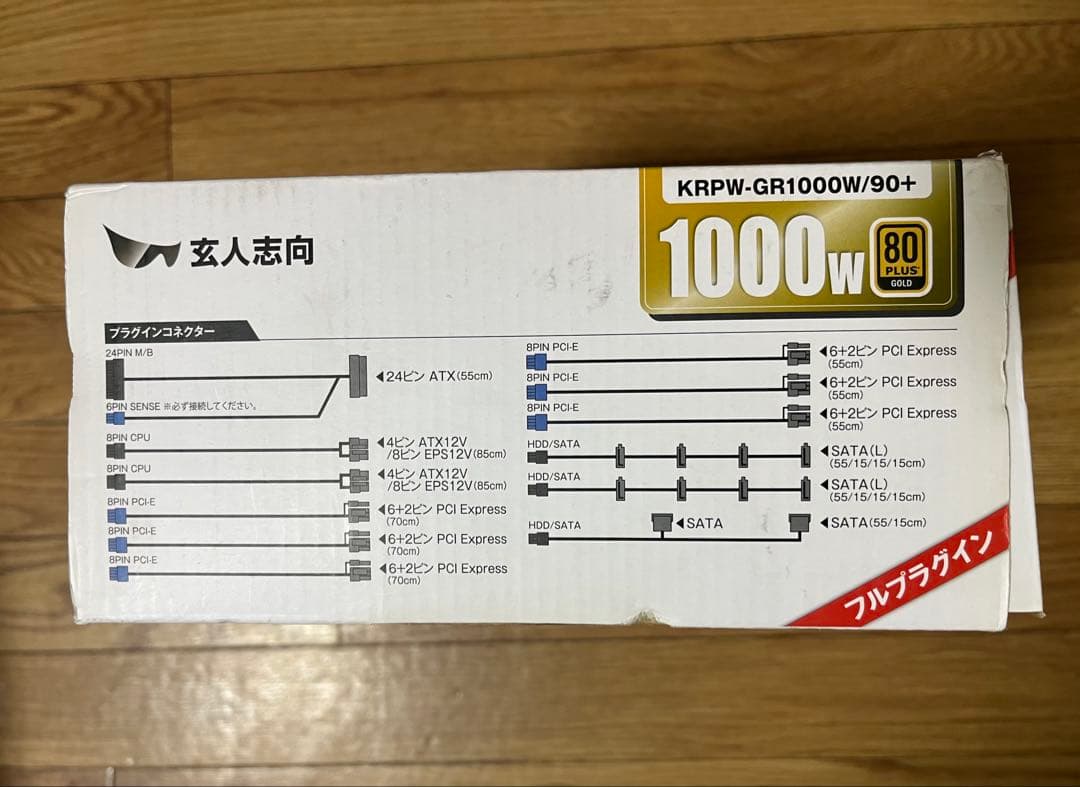 玄人志向
KRPW-GR1000W/90+
1000W
80
PLUS
GOLD
プラグインコネクター
24PIN M/B
◀24ピン ATX(55cm)
6PIN SENSE ※必ず接続してください。
8PIN CPU
◀4ピン ATX12V
/8ピン EPS12V(85cm)
8PIN CPU
◀4ピン ATX12V
/8ピン EPS12V(85cm)
8PIN PCI-E
◀6+2ピン PCI Express
(70cm)
8PIN PCI-E
◀6+2ピン PCI Express
(70cm)
8PIN PCI-E
◀6+2ピン PCI Express
(70cm)
8PIN PCI-E
◀6+2ピン PCI Express
(55cm)
8PIN PCI-E
◀6+2ピン PCI Express
(55cm)
8PIN PCI-E
◀6+2ピン PCI Express
(55cm)
HDD/SATA
◀SATA(L)
(55/15/15/15cm)
HDD/SATA
◀SATA(L)
(55/15/15/15cm)
HDD/SATA
◀SATA
◀SATA(55/15cm)
フルプラグイン